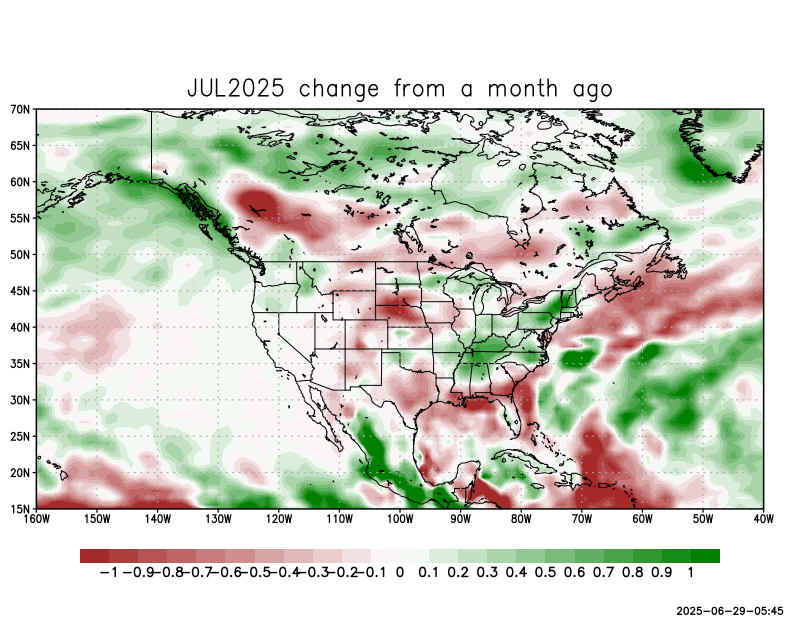 JUL2025 change from a month ago
70N
65N
60N
55N
50N
45N
40N
35N
30N
25N
20N
15N
160W 150W 140W 130W 120W 110W 100W 90W 80W 70W 60W 50W 40W
−1 −0.9 −0.8 −0.7 −0.6 −0.5 −0.4 −0.3 −0.2 −0.1 0 0.1 0.2 0.3 0.4 0.5 0.6 0.7 0.8 0.9 1
2025-06-29-05:45